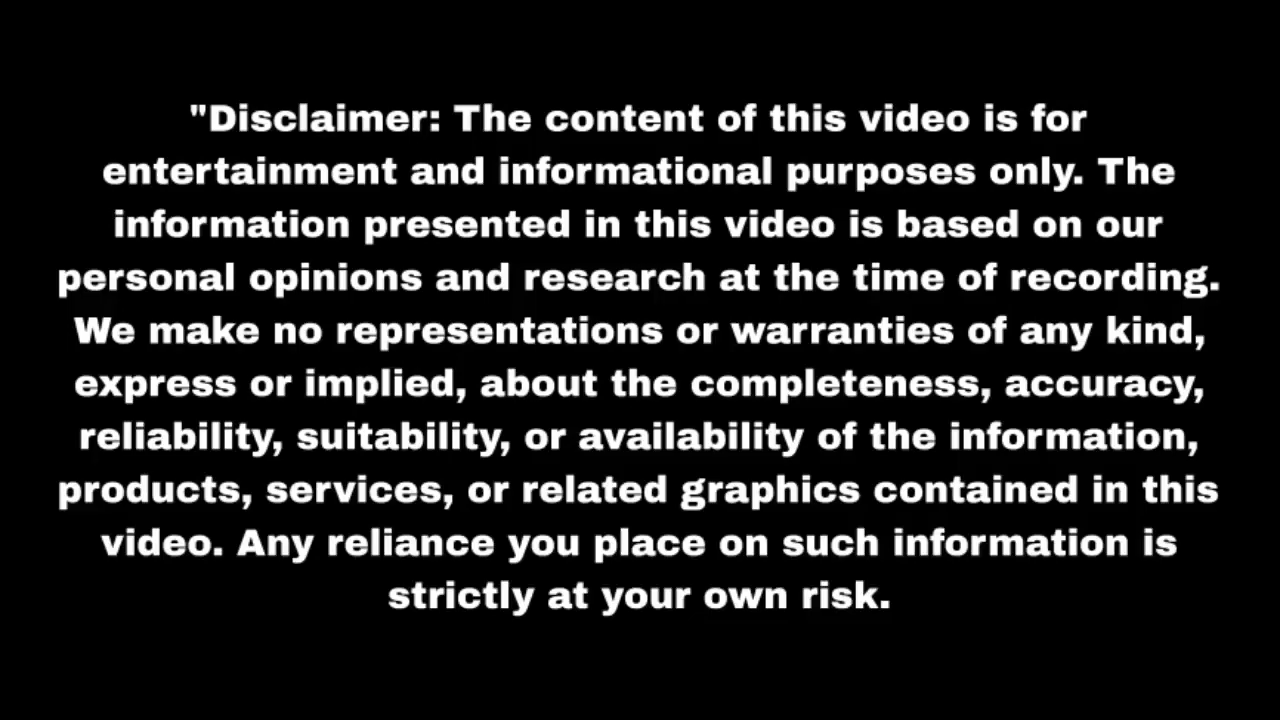 "Disclaimer: The content of this video is for
entertainment and informational purposes only. The
information presented in this video is based on our
personal opinions and research at the time of recording.
We make no representations or warranties of any kind,
express or implied, about the completeness, accuracy,
reliability, suitability, or availability of the information,
products, services, or related graphics contained in this
video. Any reliance you place on such information is
strictly at your own risk.